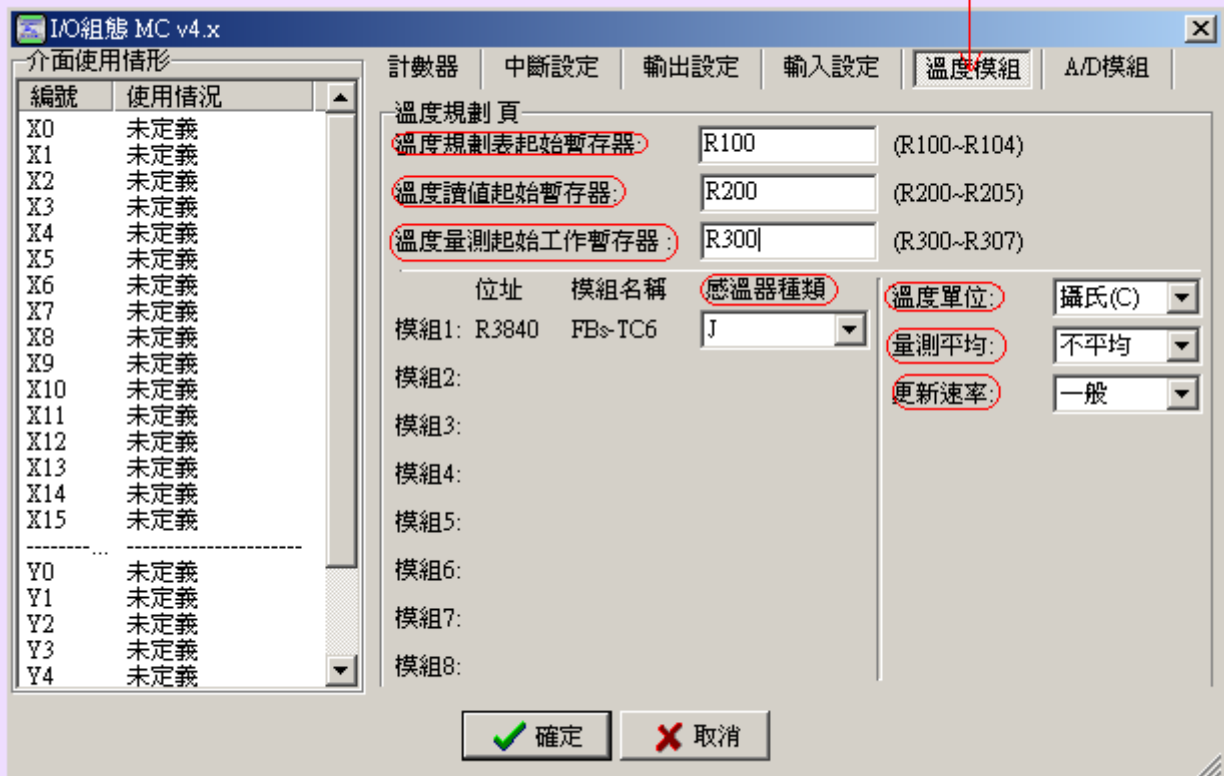 I/O組態 MC v4.x
介面使用情形
編號 使用情況
X0 未定義
X1 未定義
X2 未定義
X3 未定義
X4 未定義
X5 未定義
X6 未定義
X7 未定義
X8 未定義
X9 未定義
X10 未定義
X11 未定義
X12 未定義
X13 未定義
X14 未定義
X15 未定義
--------... ----------------------
Y0 未定義
Y1 未定義
Y2 未定義
Y3 未定義
Y4 未定義
計數器 中斷設定 輸出設定 輸入設定 溫度模組 A/D模組
溫度規劃 頁
溫度規劃表起始暫存器: R100 (R100~R104)
溫度讀值起始暫存器: R200 (R200~R205)
溫度量測起始工作暫存器 : R300 (R300~R307)
位址 模組名稱 感溫器種類
模組1: R3840 FBs-TC6 J
模組2:
模組3:
模組4:
模組5:
模組6:
模組7:
模組8:
溫度單位: 攝氏(C)
量測平均: 不平均
更新速率: 一般
確定 取消